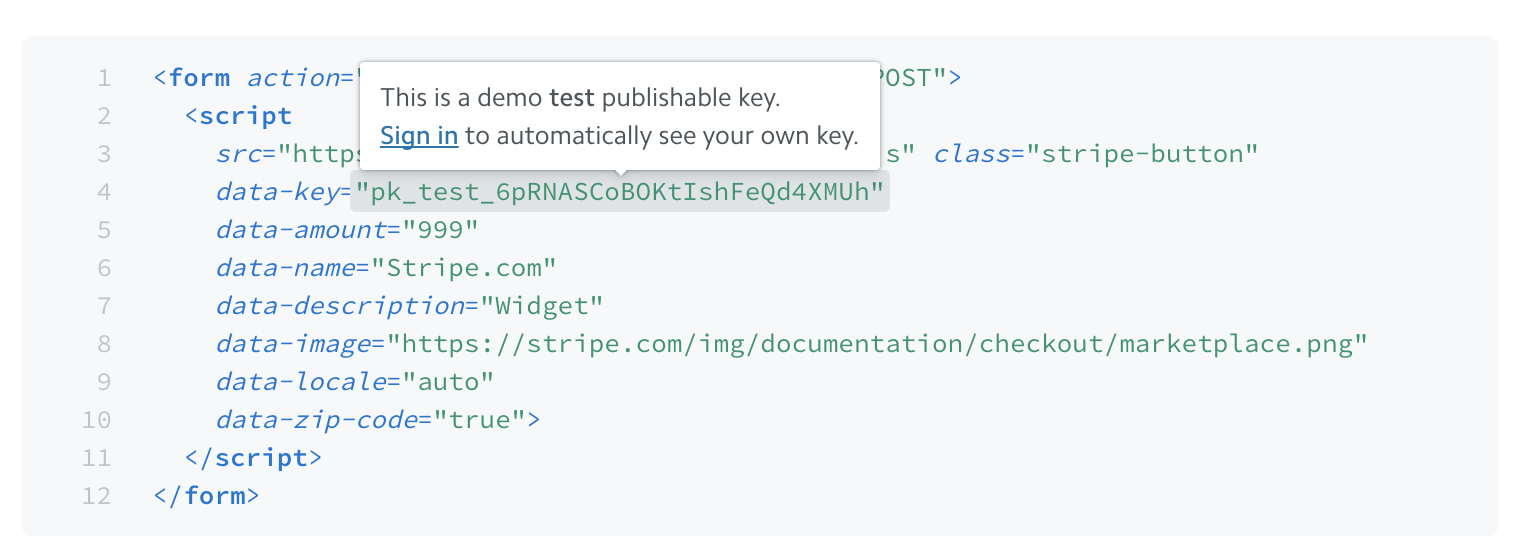 1 <form action=" POST">
This is a demo test publishable key.
Sign in to automatically see your own key.
2 <script
3 src="https s" class="stripe-button"
4 data-key="pk_test_6pRNASCoBOKtIshFeQd4XMUh"
5 data-amount="999"
6 data-name="Stripe.com"
7 data-description="Widget"
8 data-image="https://stripe.com/img/documentation/checkout/marketplace.png"
9 data-locale="auto"
10 data-zip-code="true">
11 </script>
12 </form>